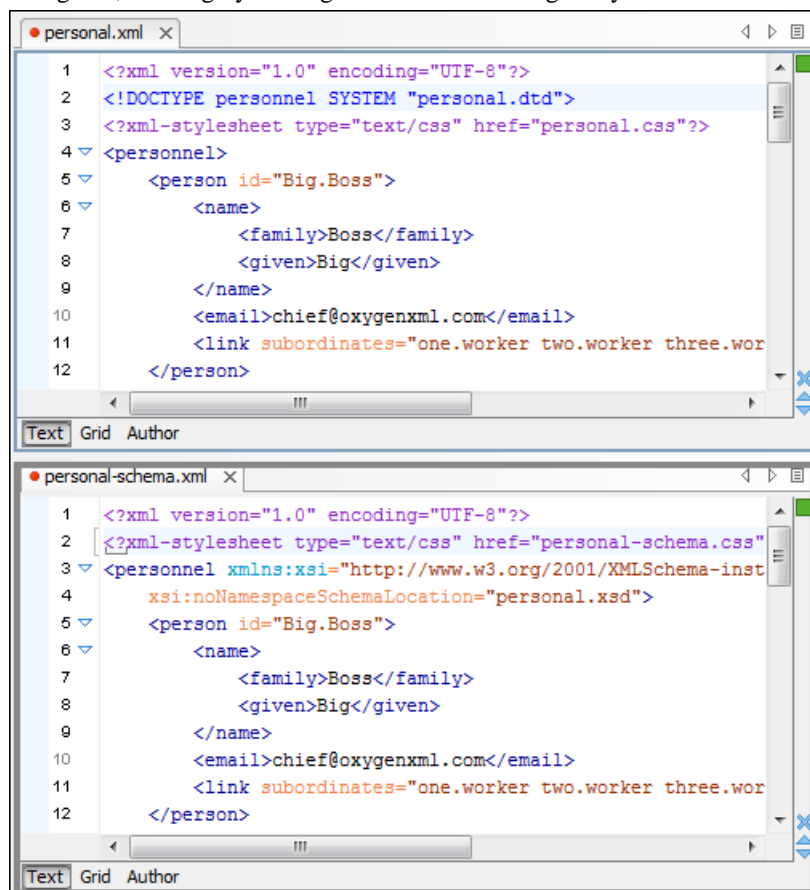 personal.xml
1 <?xml version="1.0" encoding="UTF-8"?>
2 <!DOCTYPE personnel SYSTEM "personal.dtd">
3 <?xml-stylesheet type="text/css" href="personal.css"?>
4 <personnel>
5 <person id="Big.Boss">
6 <name>
7 <family>Boss</family>
8 <given>Big</given>
9 </name>
10 <email>chief@oxygenxml.com</email>
11 <link subordinates="one.worker two.worker three.wor
12 </person>
Text Grid Author
personal-schema.xml
1 <?xml version="1.0" encoding="UTF-8"?>
2 <?xml-stylesheet type="text/css" href="personal-schema.css"
3 <personnel xmlns:xsi="http://www.w3.org/2001/XMLSchema-inst
4 xsi:noNamespaceSchemaLocation="personal.xsd">
5 <person id="Big.Boss">
6 <name>
7 <family>Boss</family>
8 <given>Big</given>
9 </name>
10 <email>chief@oxygenxml.com</email>
11 <link subordinates="one.worker two.worker three.wor
12 </person>
Text Grid Author